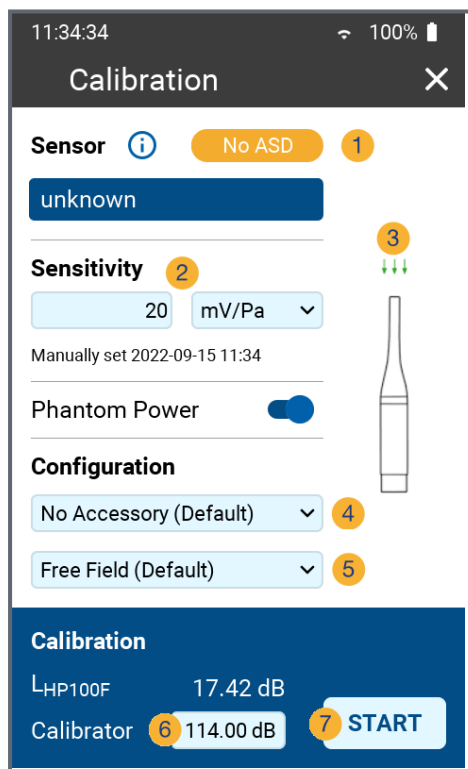 11:34:34 100%
Calibration
Sensor i No ASD 1
unknown
3
Sensitivity 2
20 mV/Pa
Manually set 2022-09-15 11:34
Phantom Power
Configuration
No Accessory (Default) 4
Free Field (Default) 5
Calibration
LHP100F 17.42 dB
Calibrator 6 114.00 dB 7 START